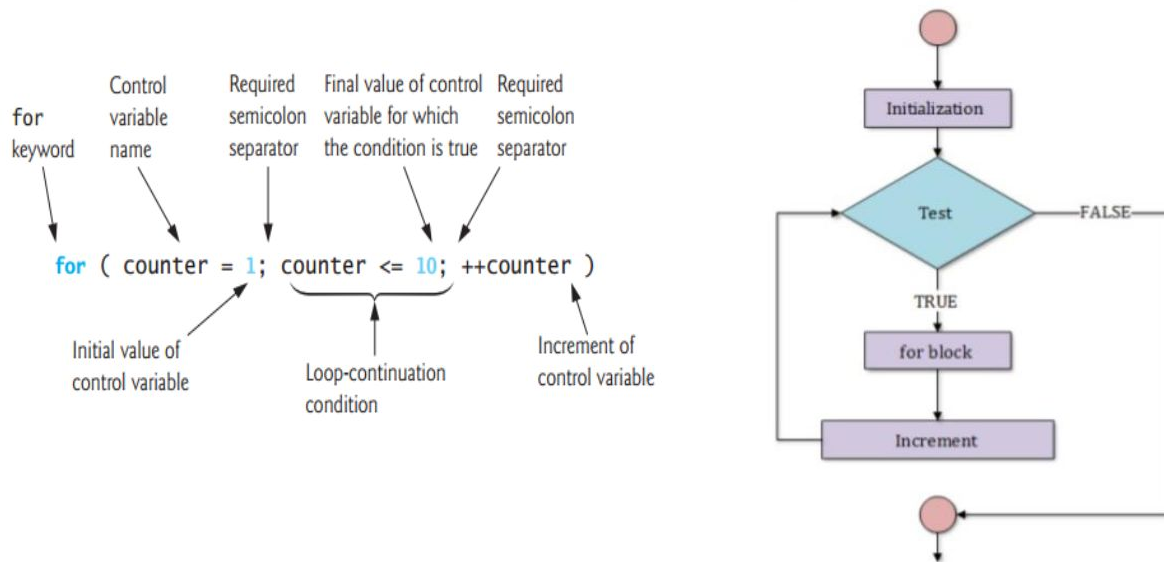 for
keyword
Control
variable
name
Required
semicolon
separator
Final value of control
variable for which
the condition is true
Required
semicolon
separator
for ( counter = 1; counter <= 10; ++counter )
Initial value of
control variable
Loop-continuation
condition
Increment of
control variable
Initialization
Test
FALSE
TRUE
for block
Increment